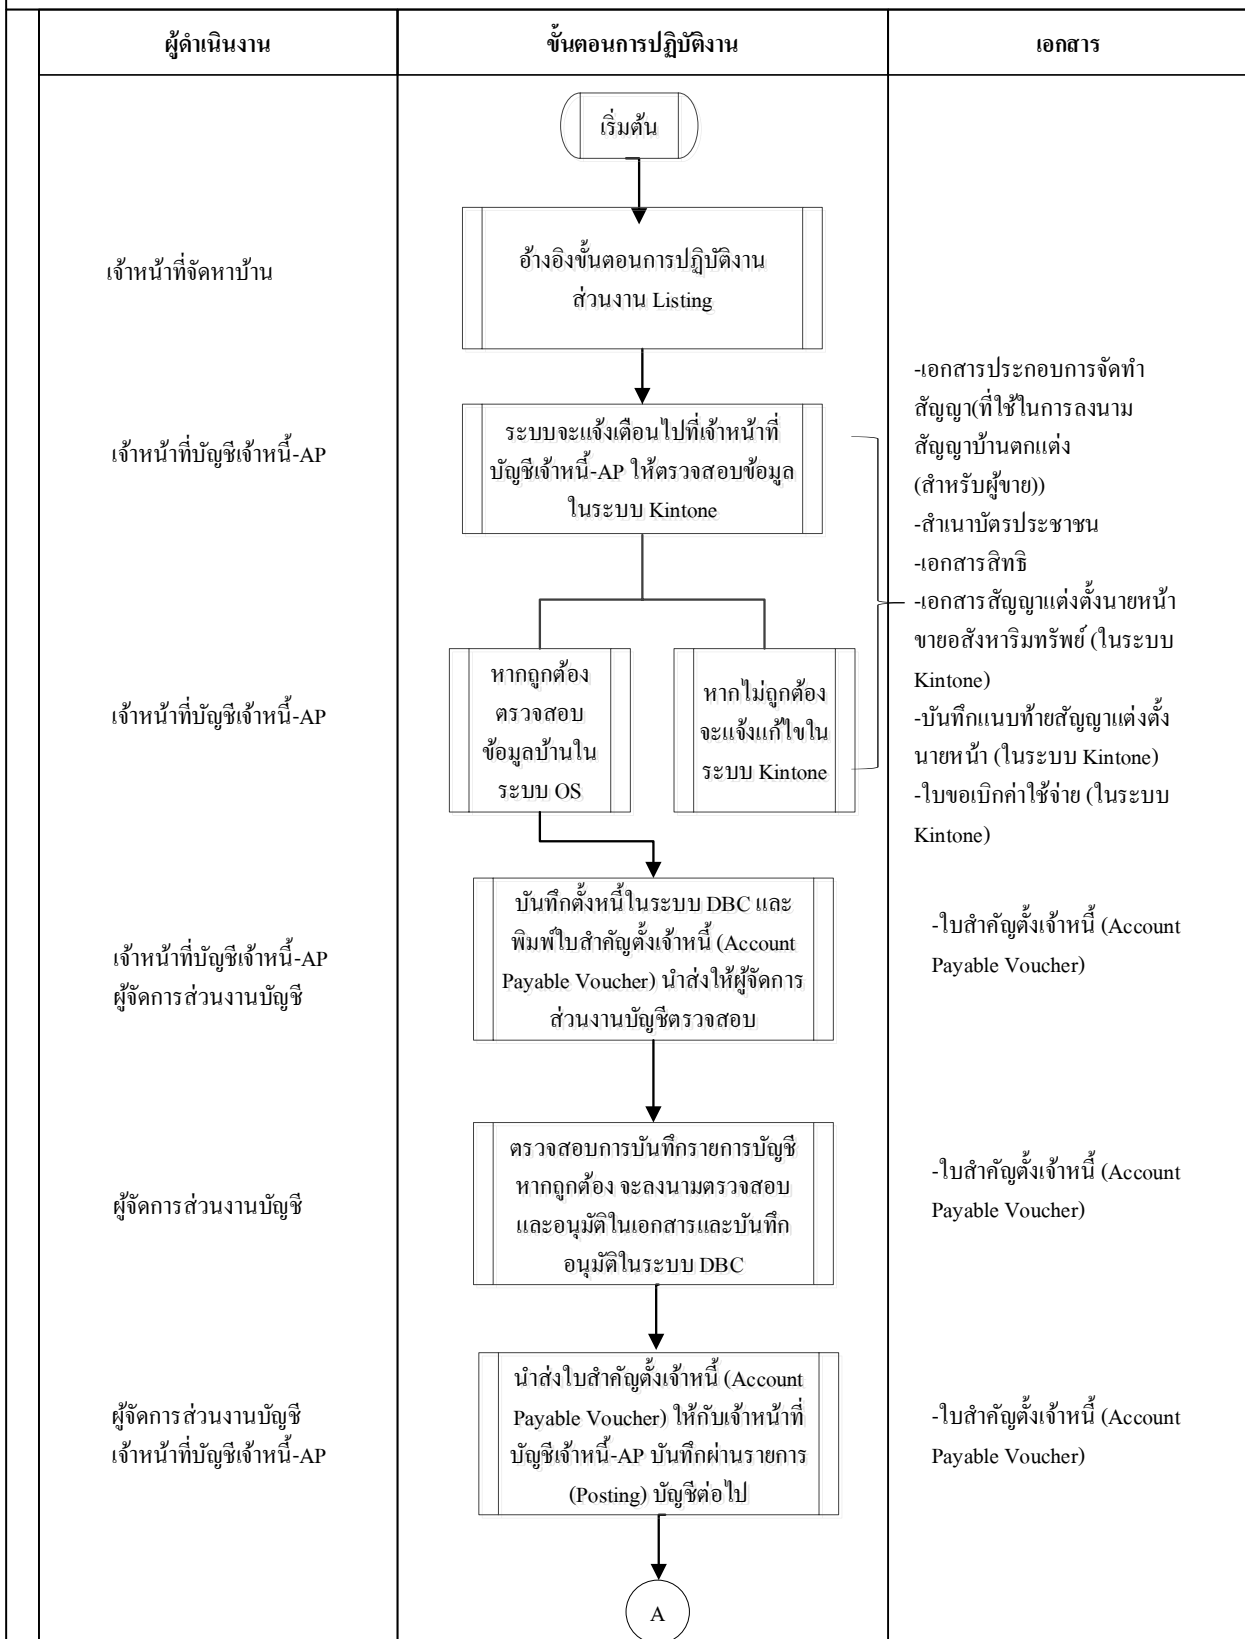 ผู้ดำเนินงาน
ขั้นตอนการปฏิบัติงาน
เอกสาร
เริ่มต้น
เจ้าหน้าที่จัดหาบ้าน
อ้างอิงขั้นตอนการปฏิบัติงาน
ส่วนงาน Listing
เจ้าหน้าที่บัญชีเจ้าหนี้-AP
ระบบจะแจ้งเตือนไปที่เจ้าหน้าที่
บัญชีเจ้าหนี้-AP ให้ตรวจสอบข้อมูล
ในระบบ Kintone
-เอกสารประกอบการจัดทำ
สัญญา(ที่ใช้ในการลงนาม
สัญญาบ้านตกแต่ง
(สำหรับผู้ขาย))
-สำเนาบัตรประชาชน
-เอกสารสิทธิ
-เอกสารสัญญาแต่งตั้งนายหน้า
ขายอสังหาริมทรัพย์ (ในระบบ
Kintone)
-บันทึกแนบท้ายสัญญาแต่งตั้ง
นายหน้า (ในระบบ Kintone)
-ใบขอเบิกค่าใช้จ่าย (ในระบบ
Kintone)
เจ้าหน้าที่บัญชีเจ้าหนี้-AP
หากถูกต้อง
ตรวจสอบ
ข้อมูลบ้านใน
ระบบ OS
หากไม่ถูกต้อง
จะแจ้งแก้ไขใน
ระบบ Kintone
เจ้าหน้าที่บัญชีเจ้าหนี้-AP
ผู้จัดการส่วนงานบัญชี
บันทึกตั้งหนี้ในระบบ DBC และ
พิมพ์ใบสำคัญตั้งเจ้าหนี้ (Account
Payable Voucher) นำส่งให้ผู้จัดการ
ส่วนงานบัญชีตรวจสอบ
-ใบสำคัญตั้งเจ้าหนี้ (Account
Payable Voucher)
ผู้จัดการส่วนงานบัญชี
ตรวจสอบการบันทึกรายการบัญชี
หากถูกต้อง จะลงนามตรวจสอบ
และอนุมัติในเอกสารและบันทึก
อนุมัติในระบบ DBC
-ใบสำคัญตั้งเจ้าหนี้ (Account
Payable Voucher)
ผู้จัดการส่วนงานบัญชี
เจ้าหน้าที่บัญชีเจ้าหนี้-AP
นำส่งใบสำคัญตั้งเจ้าหนี้ (Account
Payable Voucher) ให้กับเจ้าหน้าที่
บัญชีเจ้าหนี้-AP บันทึกผ่านรายการ
(Posting) บัญชีต่อไป
-ใบสำคัญตั้งเจ้าหนี้ (Account
Payable Voucher)
A